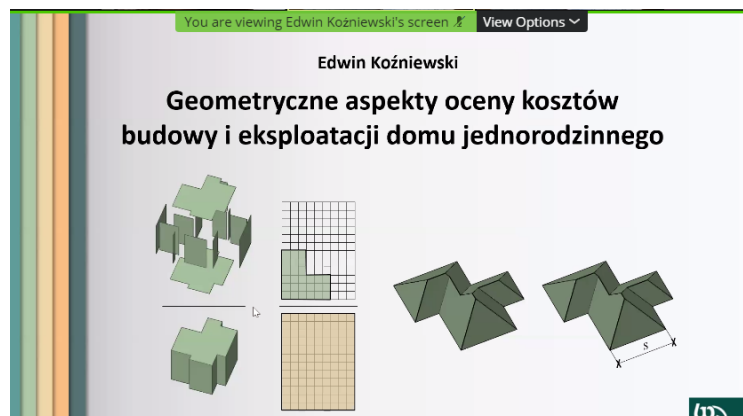 You are viewing Edwin Koźniewski's screen
View Options
Edwin Koźniewski
Geometryczne aspekty oceny kosztów
budowy i eksploatacji domu jednorodzinnego
s